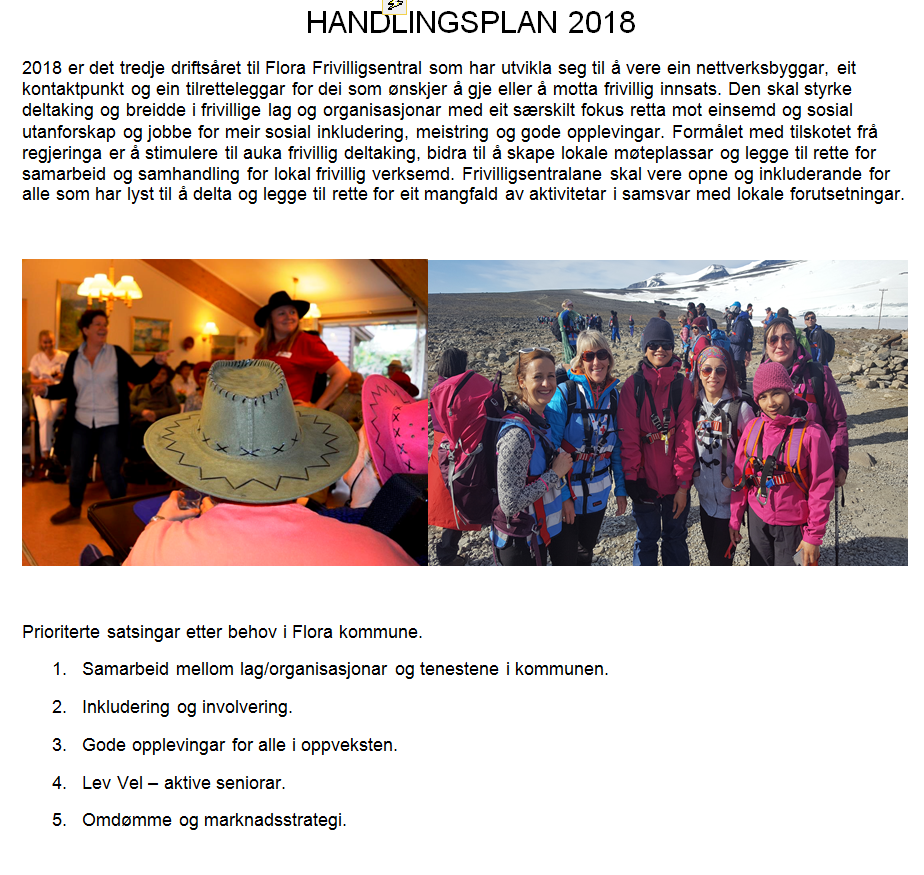 HANDLINGSPLAN 2018
2018 er det tredje driftsåret til Flora Frivilligsentral som har utvikla seg til å vere ein nettverksbyggar, eit
kontaktpunkt og ein tilretteleggar for dei som ønskjer å gje eller å motta frivillig innsats. Den skal styrke
deltaking og breidde i frivillige lag og organisasjonar med eit særskilt fokus retta mot einsemd og sosial
utanforskap og jobbe for meir sosial inkludering, meistring og gode opplevingar. Formålet med tilskotet frå
regjeringa er å stimulere til auka frivillig deltaking, bidra til å skape lokale møteplassar og legge til rette for
samarbeid og samhandling for lokal frivillig verksemd. Frivilligsentralane skal vere opne og inkluderande for
alle som har lyst til å delta og legge til rette for eit mangfald av aktivitetar i samsvar med lokale forutsetningar.
Prioriterte satsingar etter behov i Flora kommune.
1. Samarbeid mellom lag/organisasjonar og tenestene i kommunen.
2. Inkludering og involvering.
3. Gode opplevingar for alle i oppveksten.
4. Lev Vel – aktive seniorar.
5. Omdømme og marknadsstrategi.